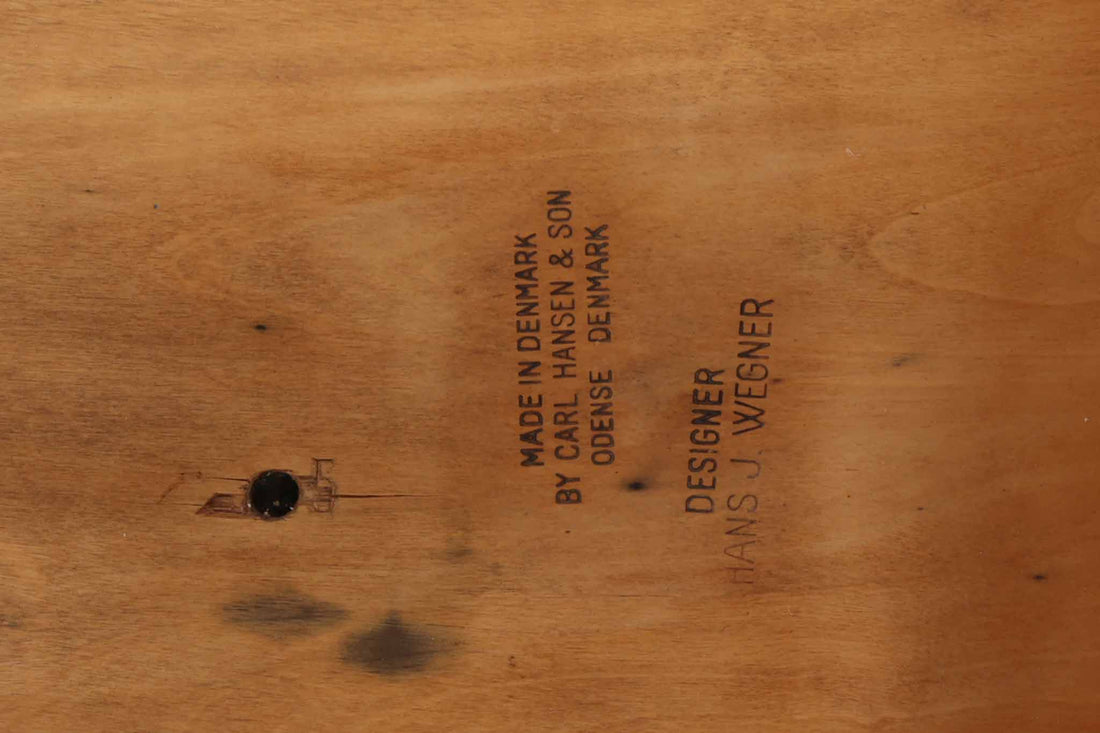 MADE IN DENMARK
BY CARL HANSEN & SON
ODENSE DENMARK
DESIGNER
HANS J. WEGNER